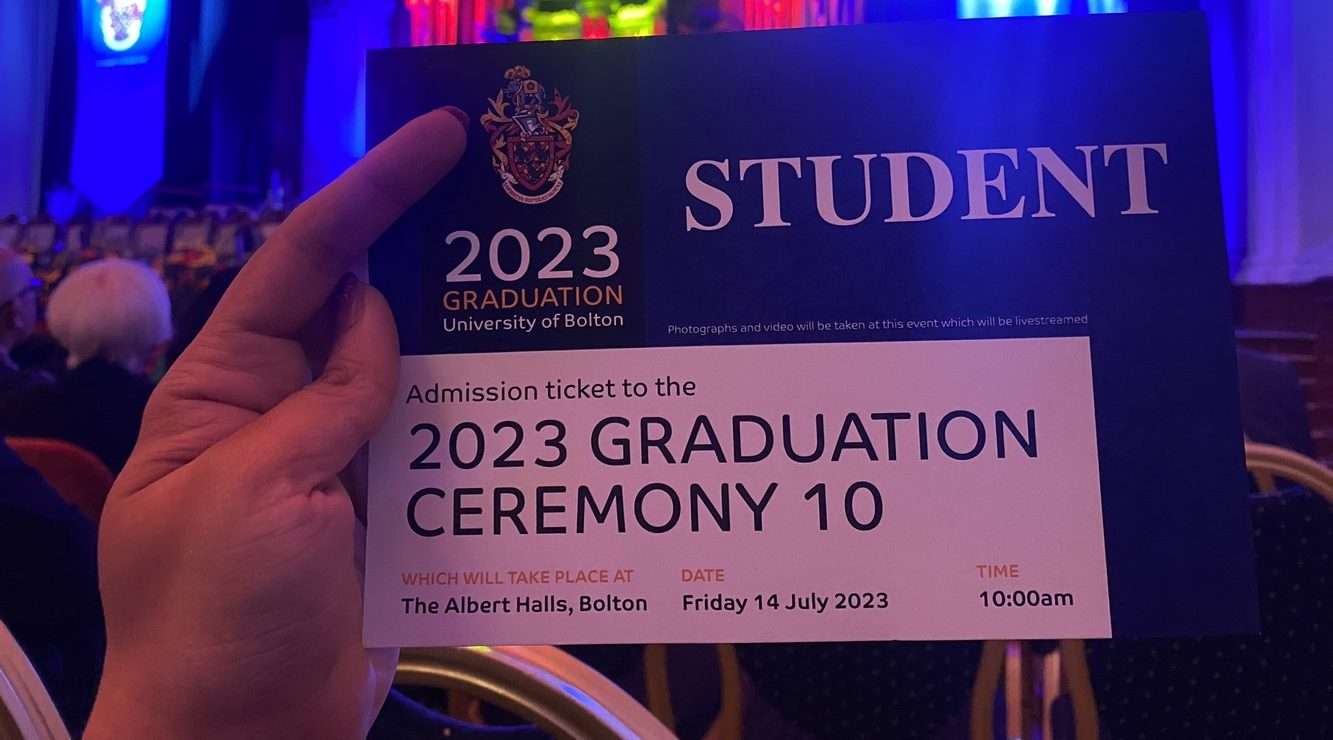 STUDENT
2023
GRADUATION
University of Bolton
Photographs and video will be taken at this event which will be livestreamed
Admission ticket to the
2023 GRADUATION
CEREMONY 10
WHICH WILL TAKE PLACE AT
The Albert Halls, Bolton
DATE
Friday 14 July 2023
TIME
10:00am